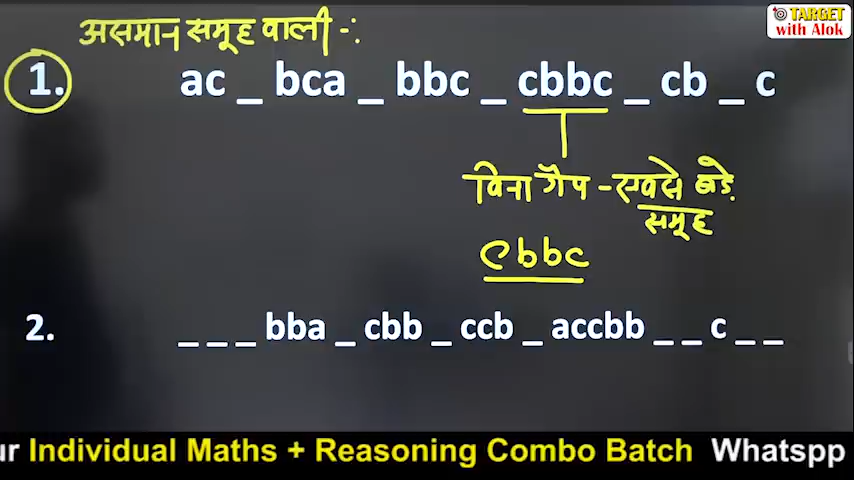 TARGET
with Alok
असमान समूह वाली -:
1. ac _ bca _ bbc _ cbbc _ cb _ c
बिना गैप - सबसे बड़े
समूह
cbbc
2. _ _ _ bba _ cbb _ ccb _ accbb _ _ c _ _
ur Individual Maths + Reasoning Combo Batch Whatspp